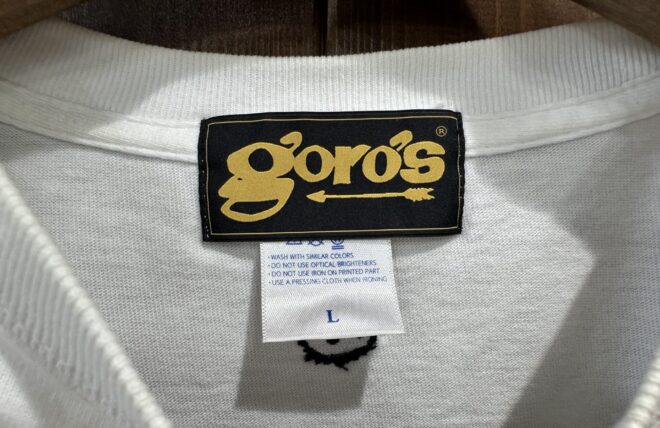 goro's ®
・WASH WITH SIMILAR COLORS
・DO NOT USE OPTICAL BRIGHTENERS
・DO NOT USE IRON ON PRINTED PART
・USE A PRESSING CLOTH WHEN IRONING
L